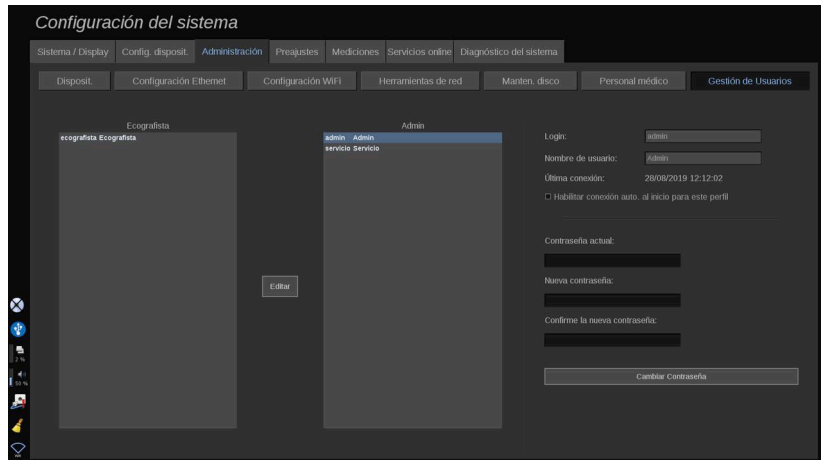 Configuración del sistema
Sistema / Display Config. disposit. Administración Preajustes Mediciones Servicios online Diagnóstico del sistema
Disposit. Configuración Ethernet Configuración WiFi Herramientas de red Manten. disco Personal médico Gestión de Usuarios
Ecografista Admin
ecografista Ecografista
admin Admin
servicio Servicio
Login: admin
Nombre de usuario: Admin
Última conexión: 28/08/2019 12:12:02
Habilitar conexión auto. al inicio para este perfil
Contraseña actual:
Editar
Nueva contraseña:
Confirme la nueva contraseña:
2 %
50 %
Cambiar Contraseña